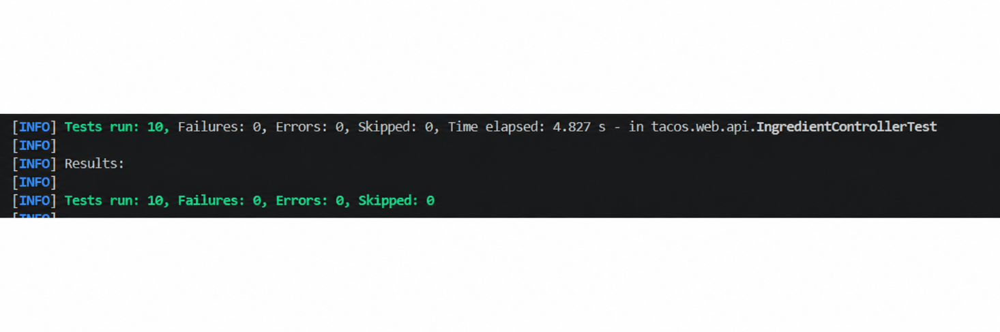 [INFO] Tests run: 10, Failures: 0, Errors: 0, Skipped: 0, Time elapsed: 4.827 s - in tacos.web.api.IngredientControllerTest
[INFO]
[INFO] Results:
[INFO]
[INFO] Tests run: 10, Failures: 0, Errors: 0, Skipped: 0
[INFO]